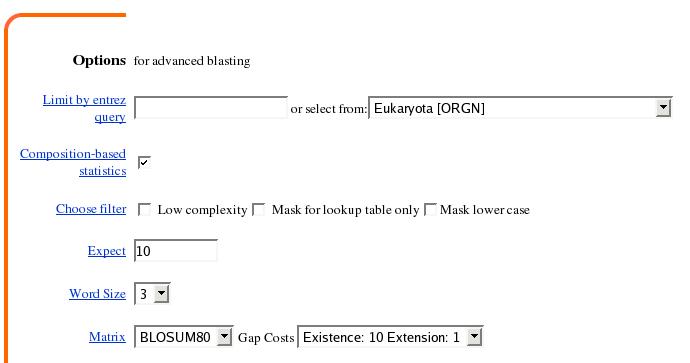 Options for advanced blasting
Limit by entrez query or select from: Eukaryota [ORGN]
Composition-based statistics
Choose filter Low complexity Mask for lookup table only Mask lower case
Expect 10
Word Size 3
Matrix BLOSUM80 Gap Costs Existence: 10 Extension: 1